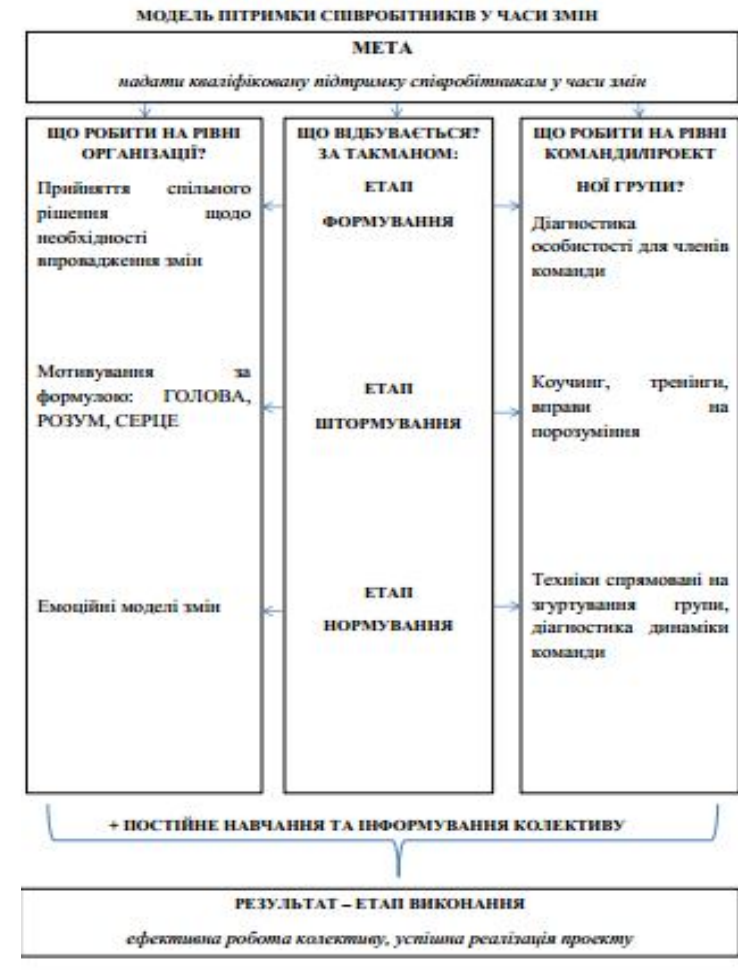 МОДЕЛЬ ПІТРИМКИ СПІВРОБІТНИКІВ У ЧАСИ ЗМІН
МЕТА
надати кваліфіковану підтримку співробітникам у часи змін
ЩО РОБИТИ НА РІВНІ
ОРГАНІЗАЦІЇ?
Прийняття спільного
рішення щодо
необхідності
впровадження змін
Мотивування за
формулою: ГОЛОВА,
РОЗУМ, СЕРЦЕ
Емоційні моделі змін
ЩО ВІДБУВАЄТЬСЯ?
ЗА ТАКМАНОМ:
ЕТАП
ФОРМУВАННЯ
ЕТАП
ШТОРМУВАННЯ
ЕТАП
НОРМУВАННЯ
ЩО РОБИТИ НА РІВНІ
КОМАНДИ/ПРОЕКТ
НОЇ ГРУПИ?
Діагностика
особистості для членів
команди
Коучинг, тренінги,
вправи на
порозуміння
Техніки спрямовані на
згуртування групи,
діагностика динаміки
команди
+ ПОСТІЙНЕ НАВЧАННЯ ТА ІНФОРМУВАННЯ КОЛЕКТИВУ
РЕЗУЛЬТАТ – ЕТАП ВИКОНАННЯ
ефективна робота колективу, успішна реалізація проекту